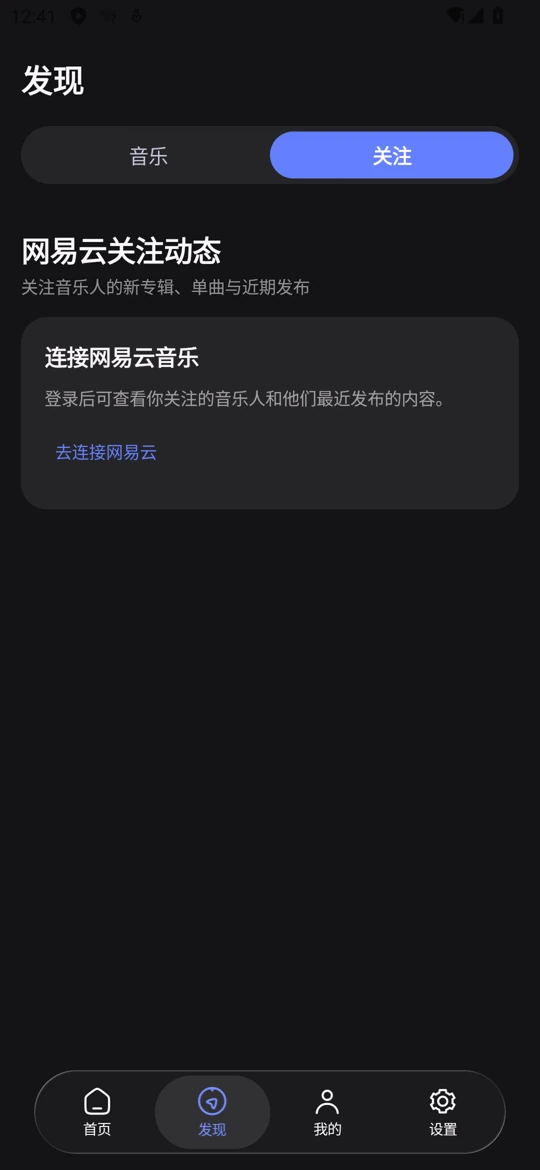 12:41
发现
音乐
关注
网易云关注动态
关注音乐人的新专辑、单曲与近期发布
连接网易云音乐
登录后可查看你关注的音乐人和他们最近发布的内容。
去连接网易云
首页
发现
我的
设置